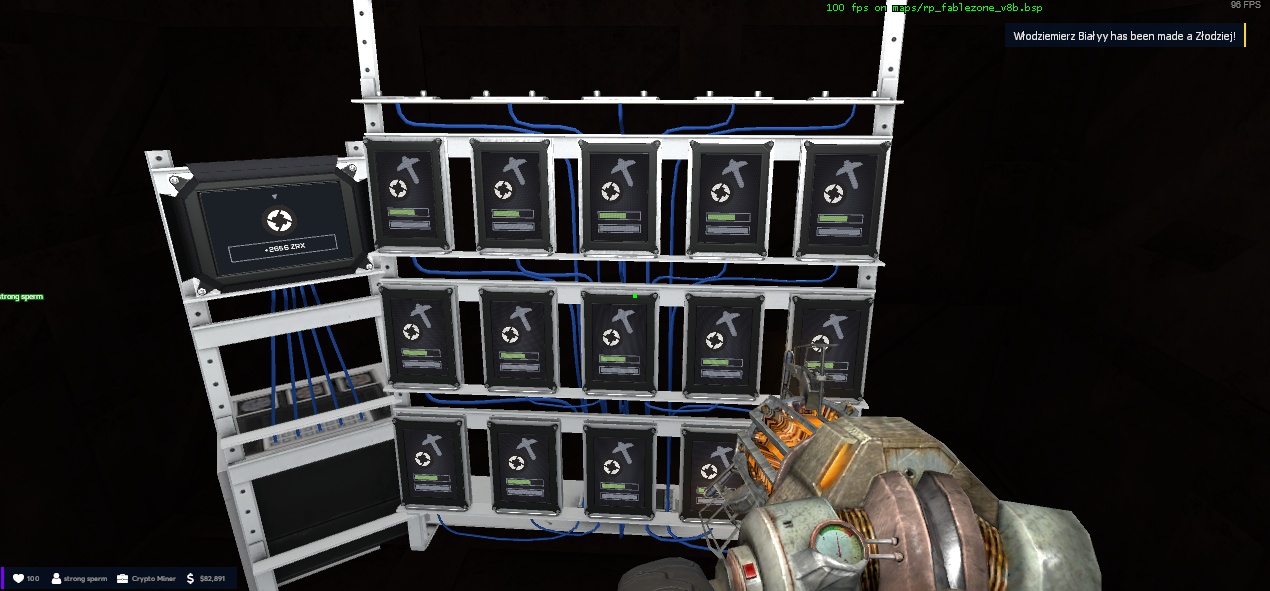 100 fps on maps/rp_fablezone_v8b.bsp
96 FPS
Włodziemierz Białyy has been made a Złodziej!
+2656 ZRX
strong sperm
100
strong sperm
Crypto Miner
$82,891